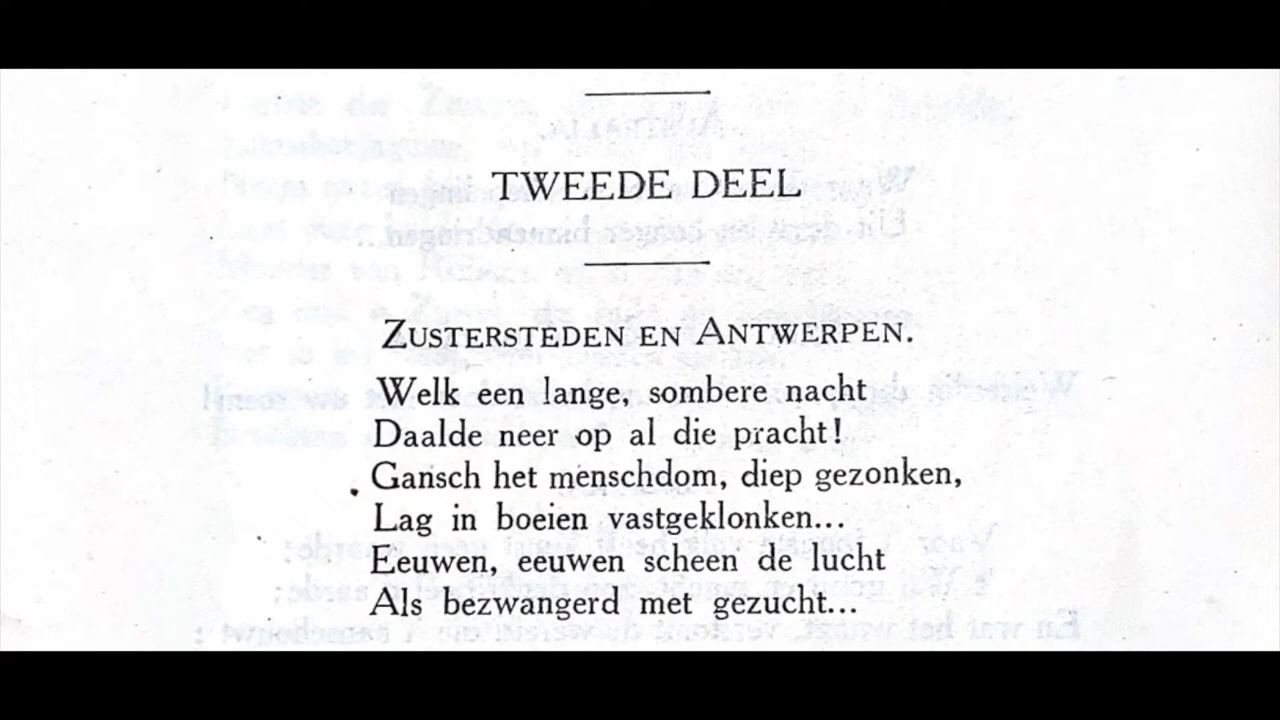 TWEEDE DEEL
ZUSTERSTEDEN EN ANTWERPEN.
Welk een lange, sombere nacht
Daalde neer op al die pracht!
Gansch het menschdom, diep gezonken,
Lag in boeien vastgeklonken...
Eeuwen, eeuwen scheen de lucht
Als bezwangerd met gezucht...